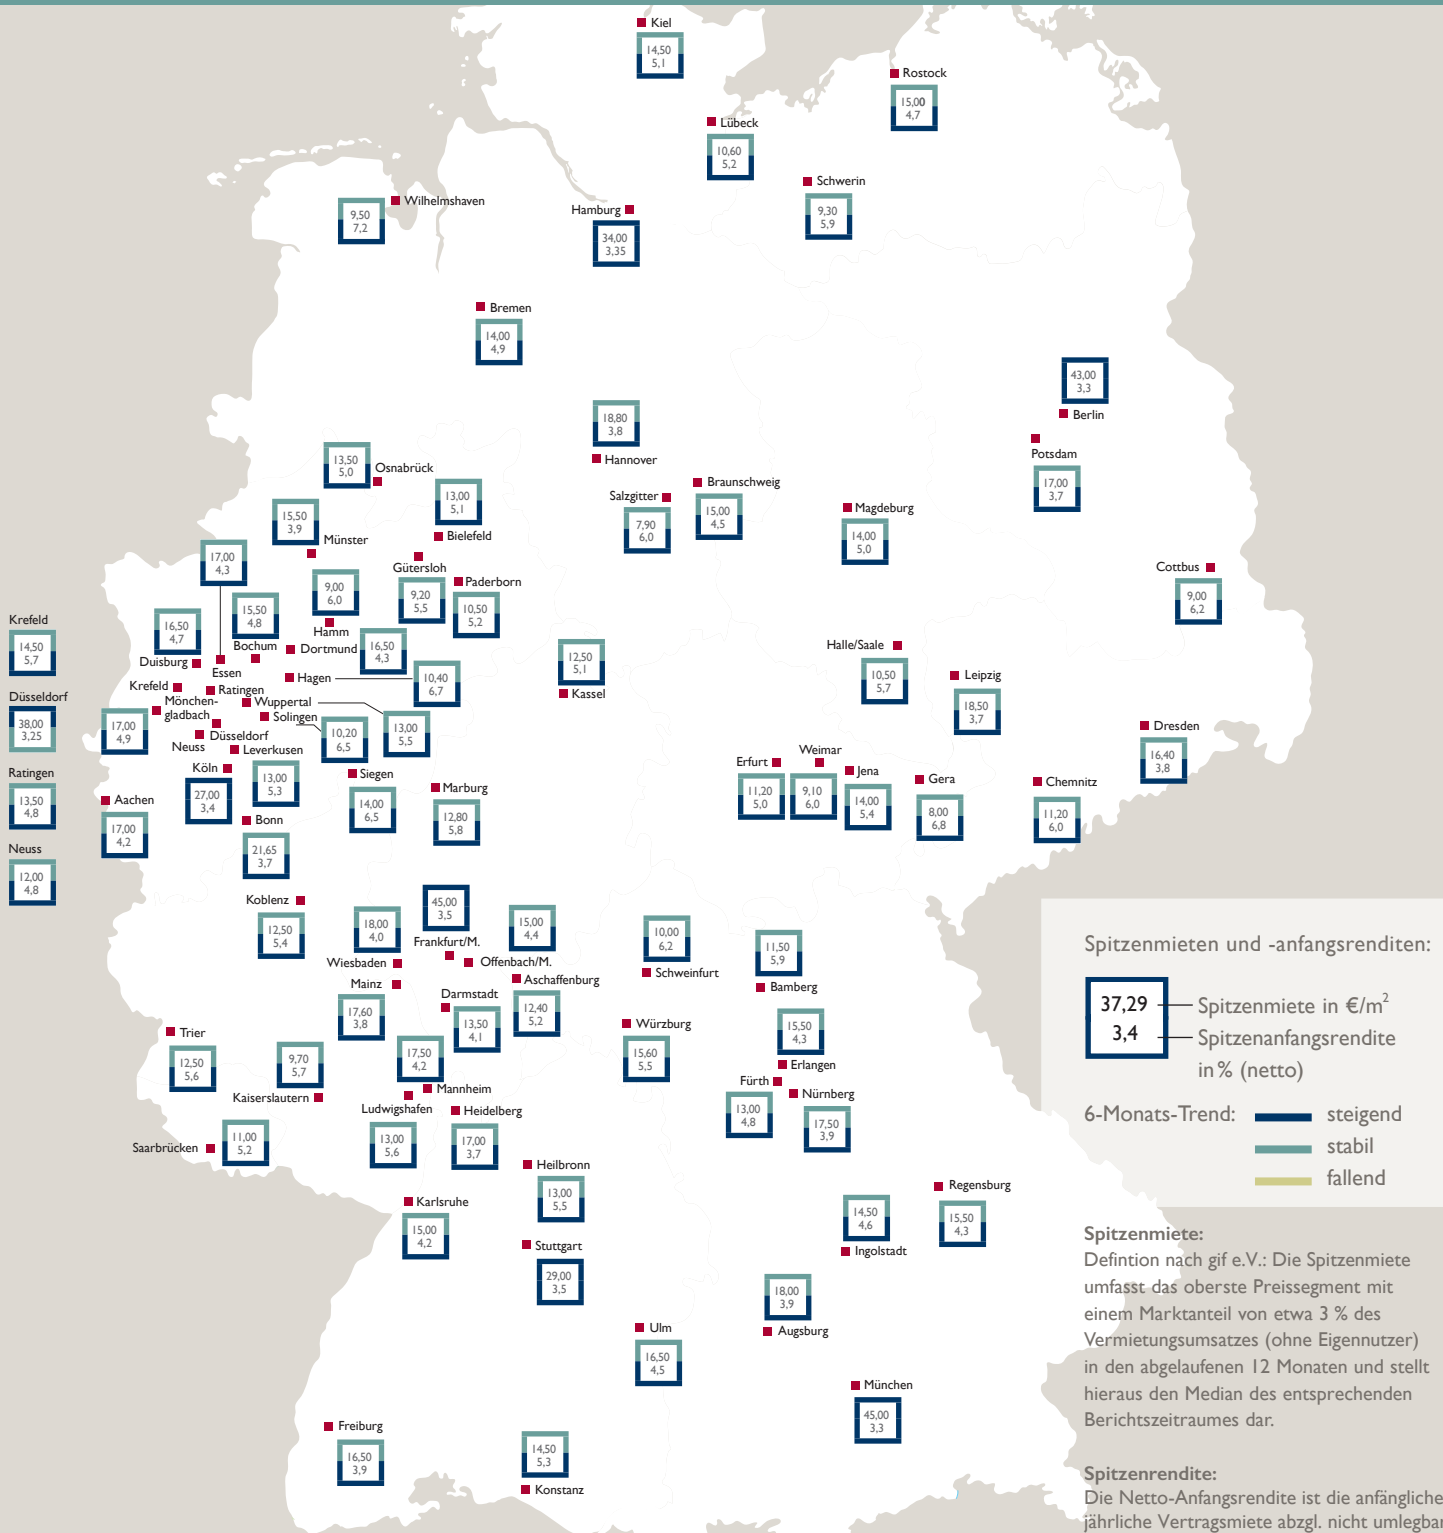 Kiel
14,50
5,1
Rostock
15,00
4,7
Lübeck
10,60
5,2
Schwerin
9,30
5,9
Wilhelmshaven
9,50
7,2
Hamburg
34,00
3,35
Bremen
14,00
4,9
43,00
3,3
Berlin
18,80
3,8
Hannover
Potsdam
17,00
3,7
13,50
5,0
Osnabrück
13,00
5,1
Bielefeld
Salzgitter
7,90
6,0
Braunschweig
15,00
4,5
Magdeburg
14,00
5,0
15,50
3,9
Münster
17,00
4,3
Essen
Gütersloh
9,20
5,5
Paderborn
10,50
5,2
Cottbus
9,00
6,2
9,00
6,0
Hamm
15,50
4,8
Bochum
16,50
4,7
Duisburg
Dortmund
16,50
4,3
Hagen
10,40
6,7
12,50
5,1
Kassel
Halle/Saale
10,50
5,7
Leipzig
18,50
3,7
Krefeld
14,50
5,7
Düsseldorf
38,00
3,25
Ratingen
13,50
4,8
Neuss
12,00
4,8
Krefeld
Ratingen
Mönchen-
gladbach
17,00
4,9
Wuppertal
13,00
5,5
Solingen
10,20
6,5
Düsseldorf
Neuss
Leverkusen
13,00
5,3
Köln
27,00
3,4
Siegen
14,00
6,5
Marburg
12,80
5,8
Aachen
17,00
4,2
Bonn
21,65
3,7
Erfurt
11,20
5,0
Weimar
9,10
6,0
Jena
14,00
5,4
Gera
8,00
6,8
Chemnitz
11,20
6,0
Dresden
16,40
3,8
Koblenz
12,50
5,4
18,00
4,0
Wiesbaden
45,00
3,5
Frankfurt/M.
15,00
4,4
Offenbach/M.
Mainz
17,60
3,8
Darmstadt
13,50
4,1
Aschaffenburg
12,40
5,2
10,00
6,2
Schweinfurt
11,50
5,9
Bamberg
Trier
12,50
5,6
9,70
5,7
Kaiserslautern
17,50
4,2
Mannheim
Würzburg
15,60
5,5
15,50
4,3
Erlangen
Fürth
13,00
4,8
Nürnberg
17,50
3,9
Saarbrücken
11,00
5,2
Ludwigshafen
13,00
5,6
Heidelberg
17,00
3,7
Heilbronn
13,00
5,5
Karlsruhe
15,00
4,2
Stuttgart
29,00
3,5
14,50
4,6
Ingolstadt
Regensburg
15,50
4,3
18,00
3,9
Augsburg
Ulm
16,50
4,5
München
45,00
3,3
Freiburg
16,50
3,9
14,50
5,3
Konstanz
Spitzenmieten und -anfangsrenditen:
37,29
Spitzenmiete in €/m²
3,4
Spitzenanfangsrendite
in % (netto)
6-Monats-Trend:
steigend
stabil
fallend
Spitzenmiete:
Defintion nach gif e.V.: Die Spitzenmiete
umfasst das oberste Preissegment mit
einem Marktanteil von etwa 3 % des
Vermietungsumsatzes (ohne Eigennutzer)
in den abgelaufenen 12 Monaten und stellt
hieraus den Median des entsprechenden
Berichtszeitraumes dar.
Spitzenrendite:
Die Netto-Anfangsrendite ist die anfängliche
jährliche Vertragsmiete abzgl. nicht umlegbar